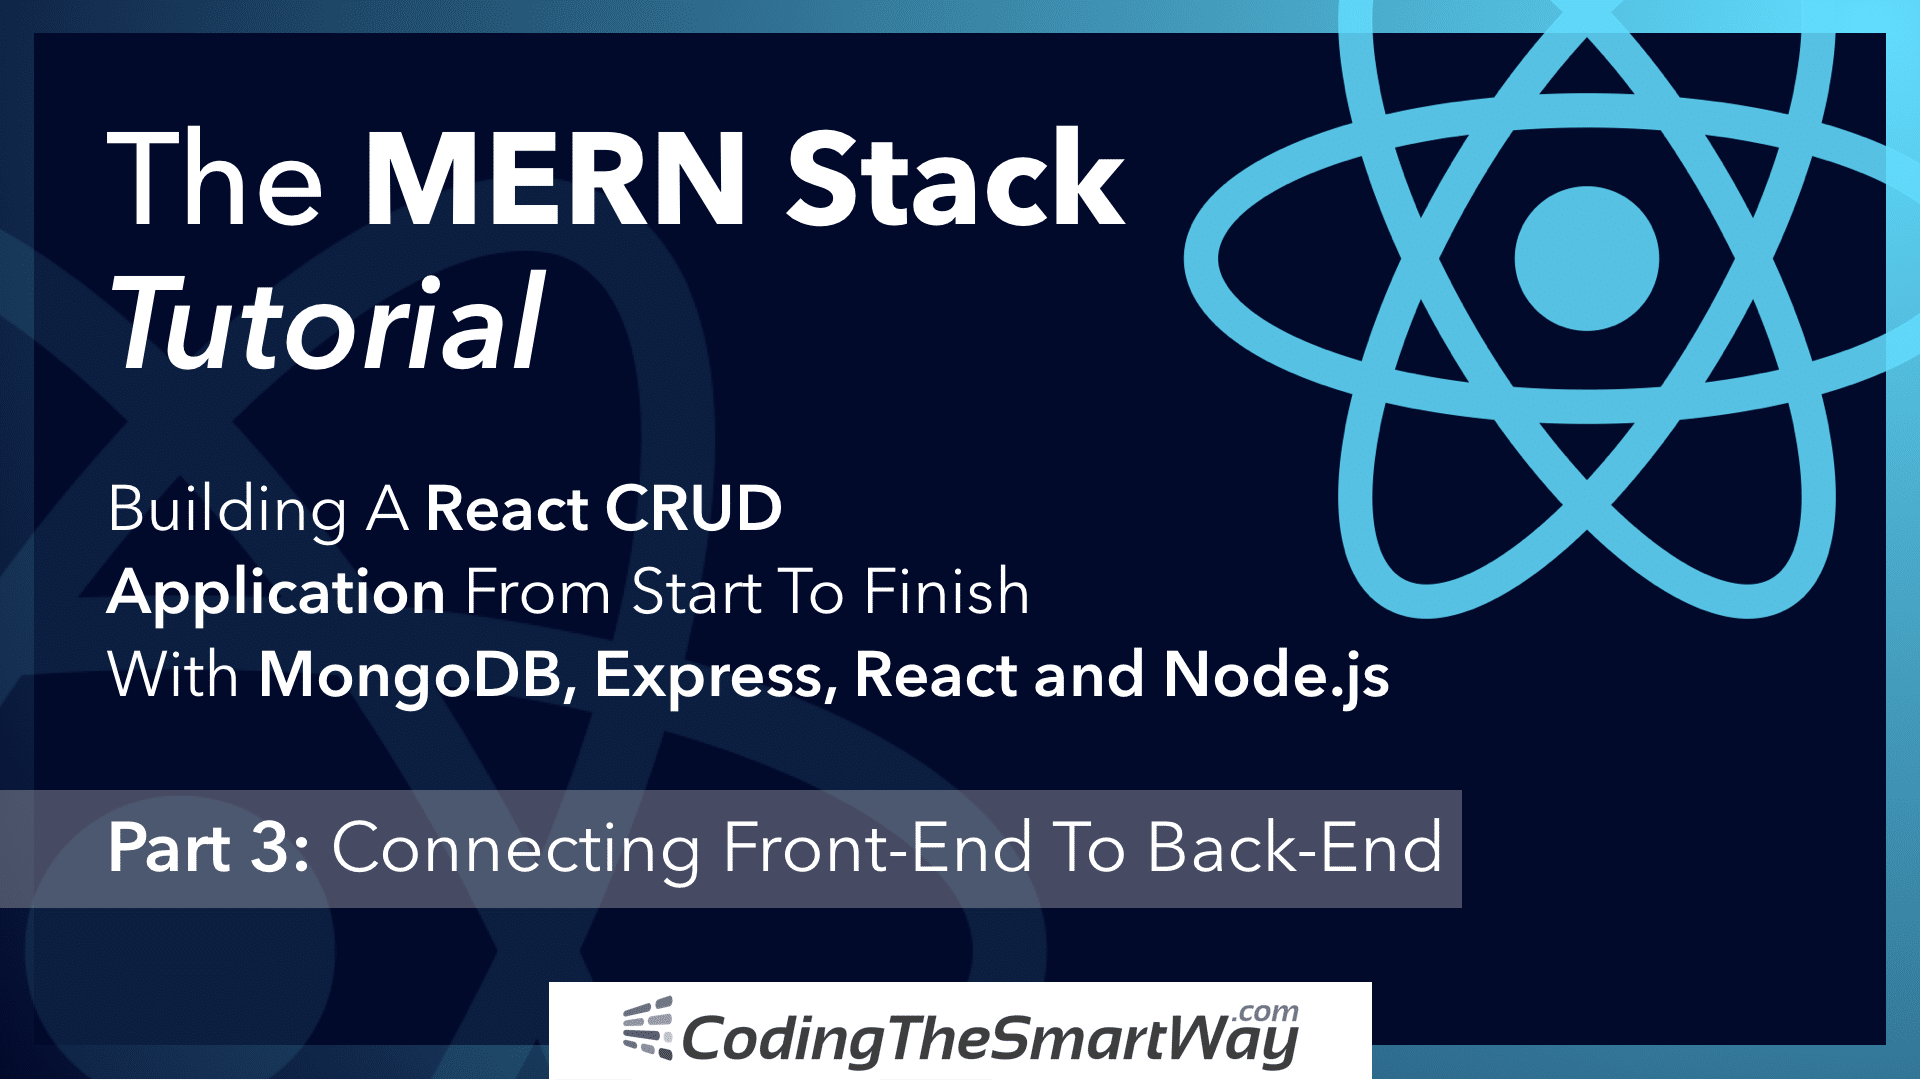 The MERN Stack
Tutorial
Building A React CRUD
Application From Start To Finish
With MongoDB, Express, React and Node.js
Part 3: Connecting Front-End To Back-End
CodingTheSmartWay.com